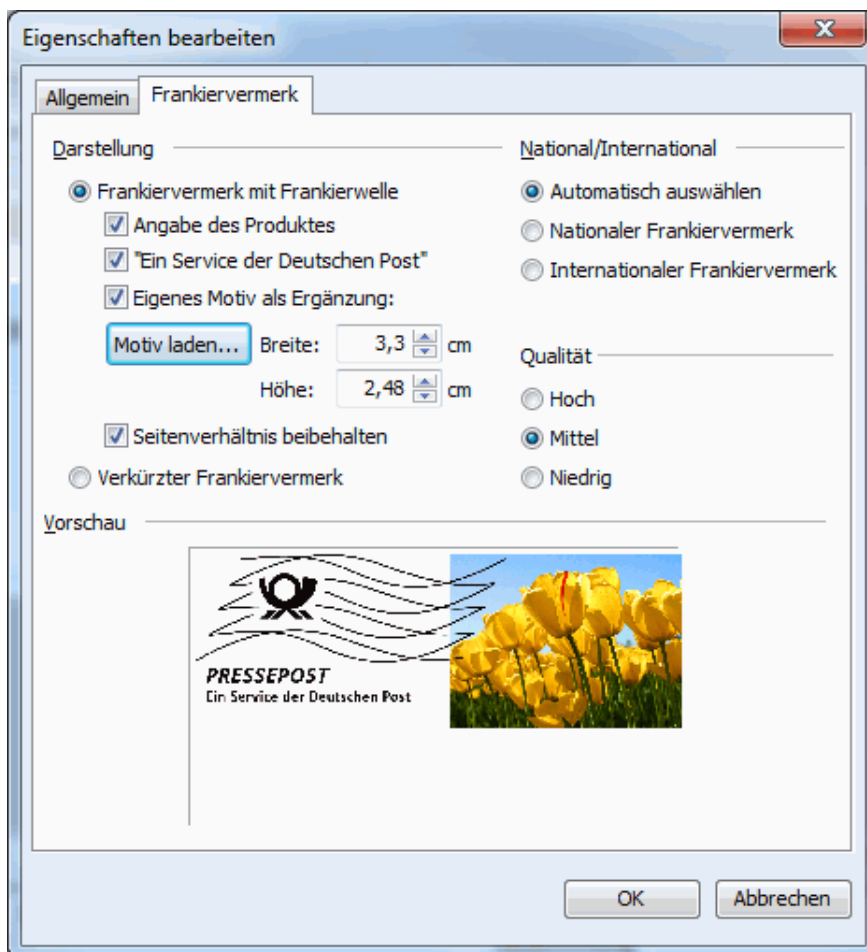 Eigenschaften bearbeiten
Allgemein
Frankiervermerk
Darstellung
Frankiervermerk mit Frankierwelle
Angabe des Produktes
"Ein Service der Deutschen Post"
Eigenes Motiv als Ergänzung:
Motiv laden... Breite: 3,3 cm
Höhe: 2,48 cm
Seitenverhältnis beibehalten
Verkürzter Frankiervermerk
National/International
Automatisch auswählen
Nationaler Frankiervermerk
Internationaler Frankiervermerk
Qualität
Hoch
Mittel
Niedrig
Vorschau
PRESSEPOST
Ein Service der Deutschen Post
OK Abbrechen